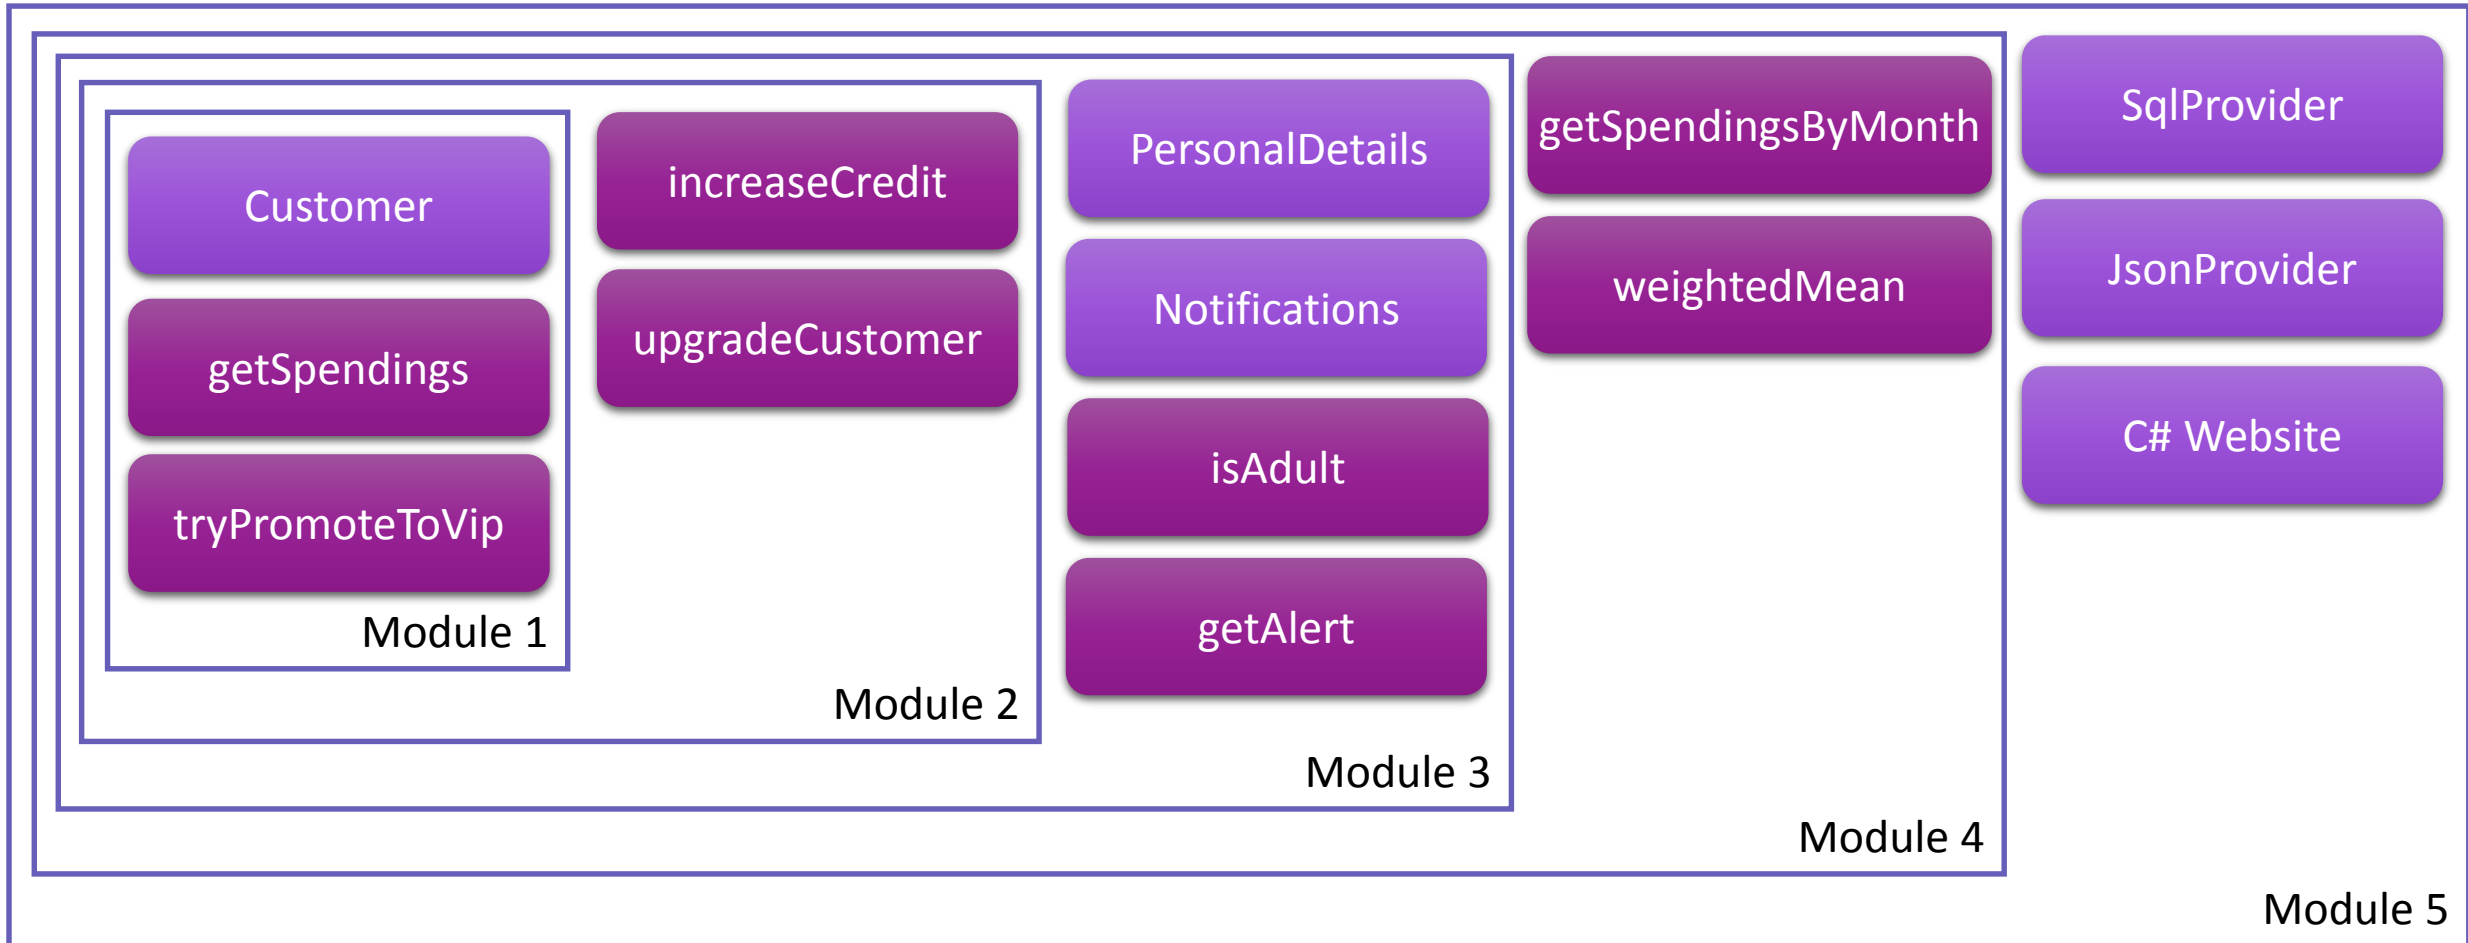 Customer
getSpendings
tryPromoteToVip
Module 1
increaseCredit
upgradeCustomer
Module 2
PersonalDetails
Notifications
isAdult
getAlert
Module 3
getSpendingsByMonth
weightedMean
Module 4
SqlProvider
JsonProvider
C# Website
Module 5